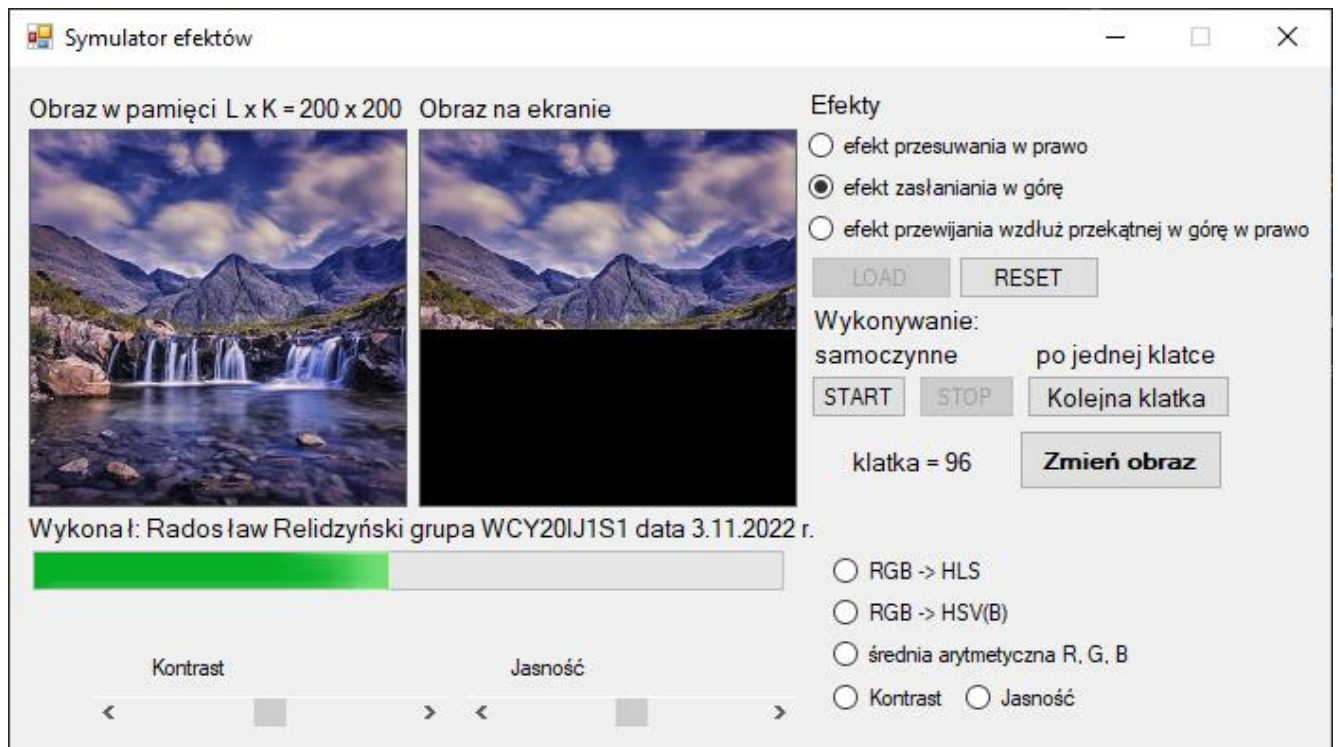 Symulator efektów
Obraz w pamięci L x K = 200 x 200
Obraz na ekranie
Efekty
efekt przesuwania w prawo
efekt zasłaniania w górę
efekt przewijania wzdłuż przekątnej w górę w prawo
LOAD
RESET
Wykonywanie:
samoczynne
po jednej klatce
START
STOP
Kolejna klatka
klatka = 96
Zmień obraz
Wykonał: Radosław Relidzyński grupa WCY20IJ1S1 data 3.11.2022 r.
RGB -> HLS
RGB -> HSV(B)
średnia arytmetyczna R, G, B
Kontrast
Jasność
Kontrast
Jasność